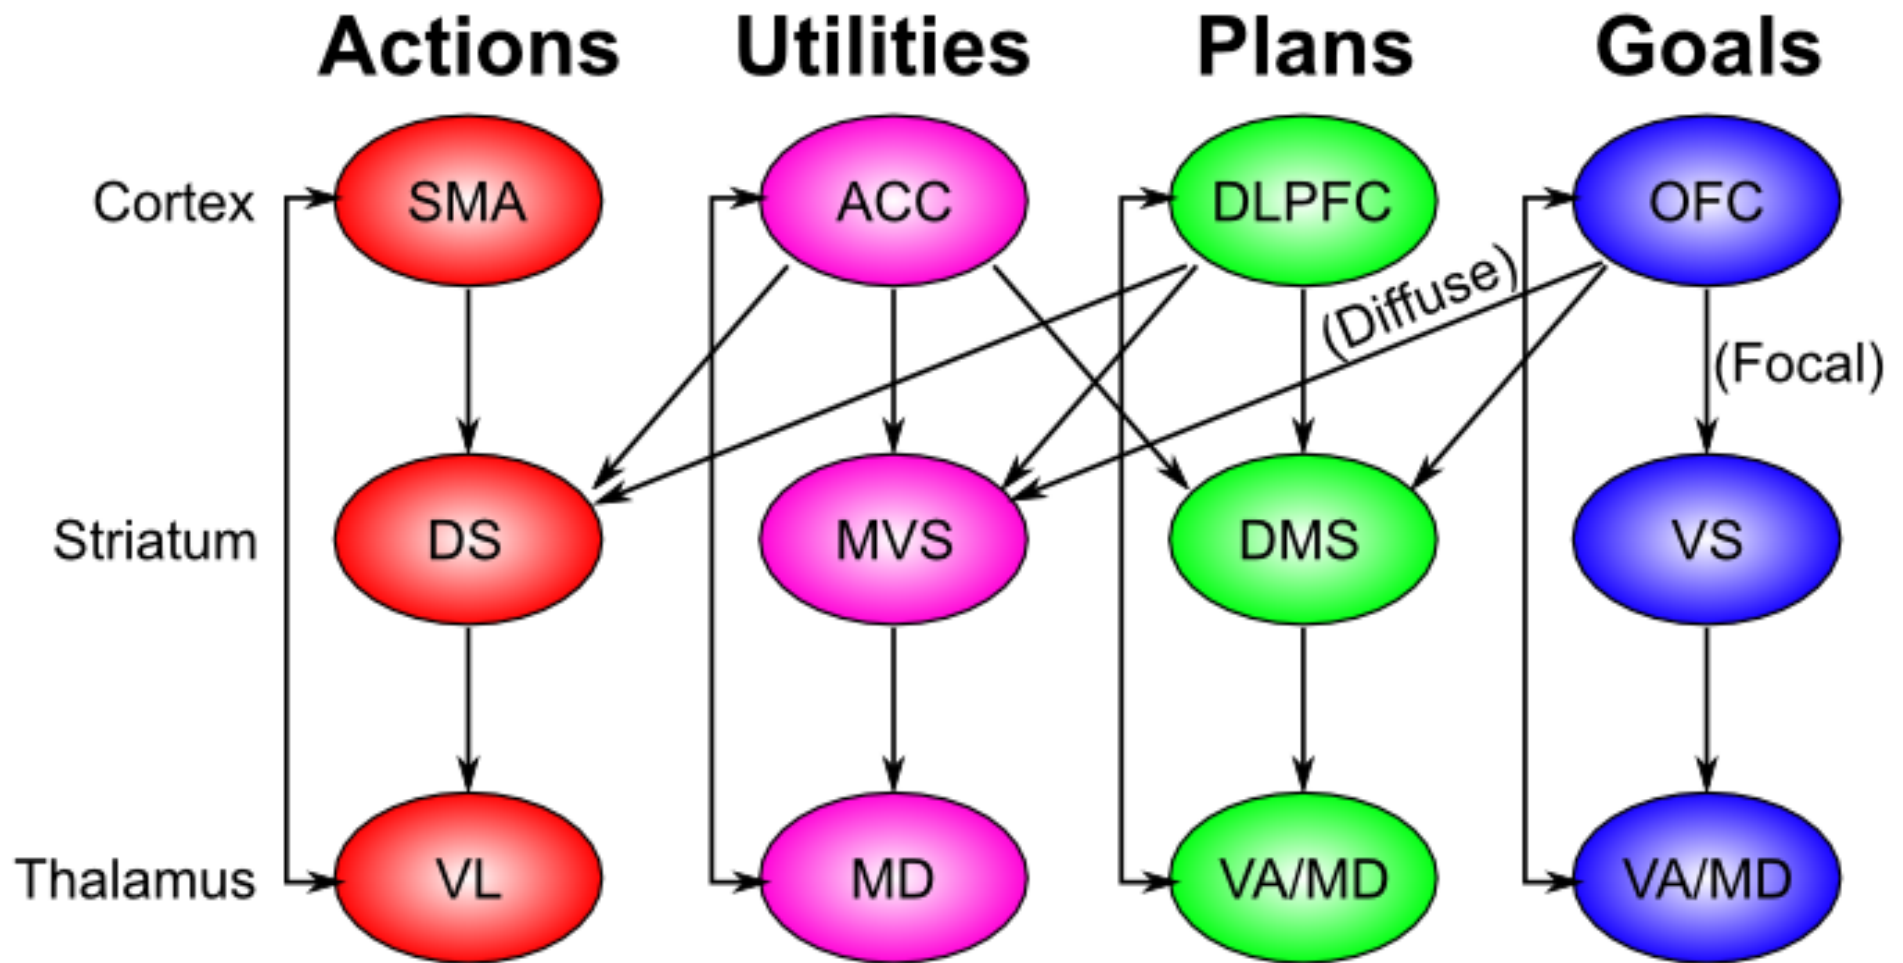 Actions Utilities Plans Goals
Cortex SMA ACC DLPFC OFC
(Diffuse)
(Focal)
Striatum DS MVS DMS VS
Thalamus VL MD VA/MD VA/MD